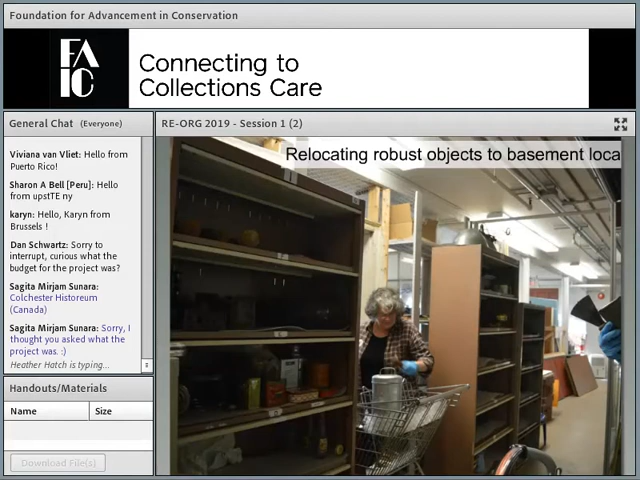 Foundation for Advancement in Conservation
FA
IC
Connecting to
Collections Care
General Chat (Everyone)
Viviana van Vliet: Hello from
Puerto Rico!
Sharon A Bell [Peru]: Hello
from upstTE ny
karyn: Hello, Karyn from
Brussels !
Dan Schwartz: Sorry to
interrupt, curious what the
budget for the project was?
Sagita Mirjam Sunara:
Colchester Historeum
(Canada)
Sagita Mirjam Sunara: Sorry, I
thought you asked what the
project was. :)
Heather Hatch is typing...
Handouts/Materials
Name Size
Download File(s)
RE-ORG 2019 - Session 1 (2)
Relocating robust objects to basement loca